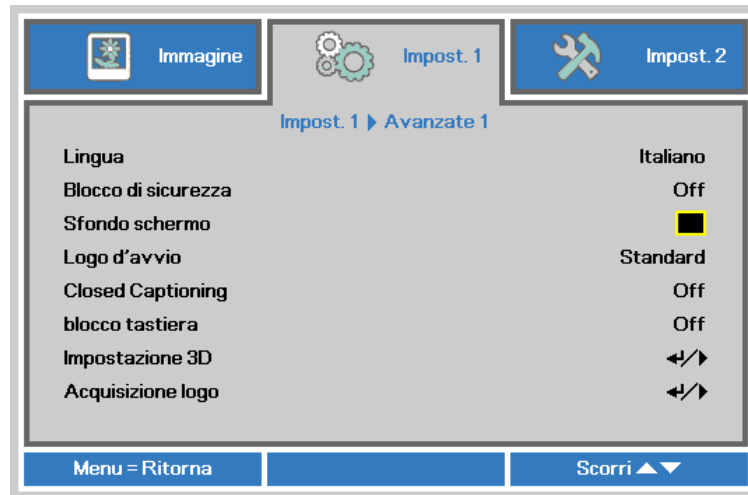 Immagine Impost. 1 Impost. 2
Impost. 1 Avanzate 1
Lingua Italiano
Blocco di sicurezza Off
Sfondo schermo
Logo d'avvio Standard
Closed Captioning Off
blocco tastiera Off
Impostazione 3D
Acquisizione logo
Menu = Ritorna Scorri